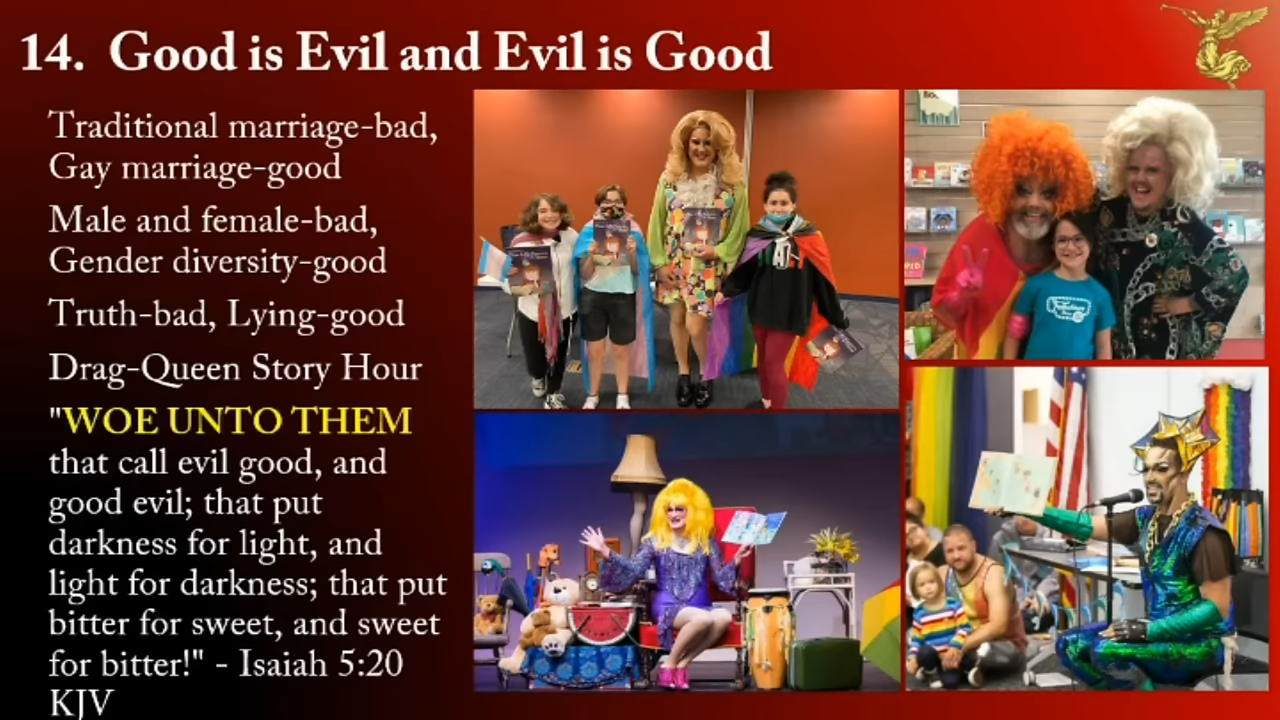 14. Good is Evil and Evil is Good
Traditional marriage-bad,
Gay marriage-good
Male and female-bad,
Gender diversity-good
Truth-bad, Lying-good
Drag-Queen Story Hour
"WOE UNTO THEM
that call evil good, and
good evil; that put
darkness for light, and
light for darkness; that put
bitter for sweet, and sweet
for bitter!" - Isaiah 5:20
KJV